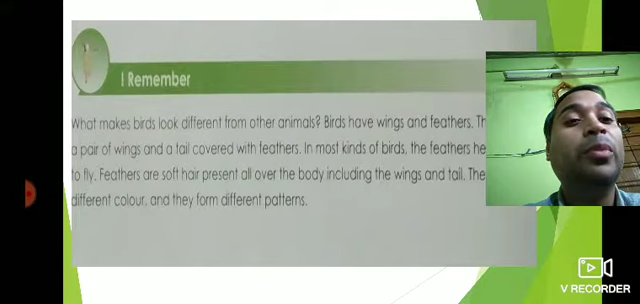 I Remember
What makes birds look different from other animals? Birds have wings and feathers.
a pair of wings and a tail covered with feathers. In most kinds of birds, the feathers
to fly. Feathers are soft hair present all over the body including the wings and tail.
different colour, and they form different patterns.
V RECORDER